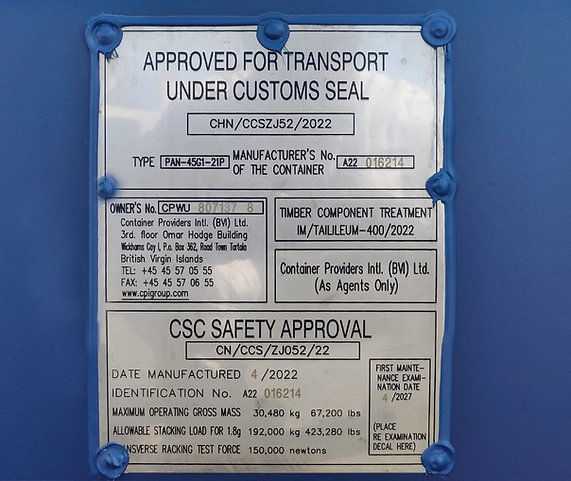 APPROVED FOR TRANSPORT
UNDER CUSTOMS SEAL
CHN/CCSZJ52/2022
TYPE PAN-45G1-21P MANUFACTURER'S No. OF THE CONTAINER A22 016214
OWNER'S No. CPWU 807137 8
Container Providers Intl. (BVI) Ltd.
3rd. floor Omar Hodge Building
Wickhams Cay I, P.o. Box 362, Road Town Tartola
British Virgin Islands
TEL: +45 45 57 05 55
FAX: +45 45 57 06 55
www.cpigroup.com
TIMBER COMPONENT TREATMENT
IM/TAILILEUM-400/2022
Container Providers Intl. (BVI) Ltd.
(As Agents Only)
CSC SAFETY APPROVAL
CN/CCS/ZJ052/22
DATE MANUFACTURED 4/2022
IDENTIFICATION No. A22 016214
MAXIMUM OPERATING GROSS MASS 30,480 kg 67,200 lbs
ALLOWABLE STACKING LOAD FOR 1.8g 192,000 kg 423,280 lbs
TRANSVERSE RACKING TEST FORCE 150,000 newtons
FIRST MAINTE-
NANCE EXAMI-
NATION DATE
4/2027
(PLACE
RE EXAMINATION
DECAL HERE)